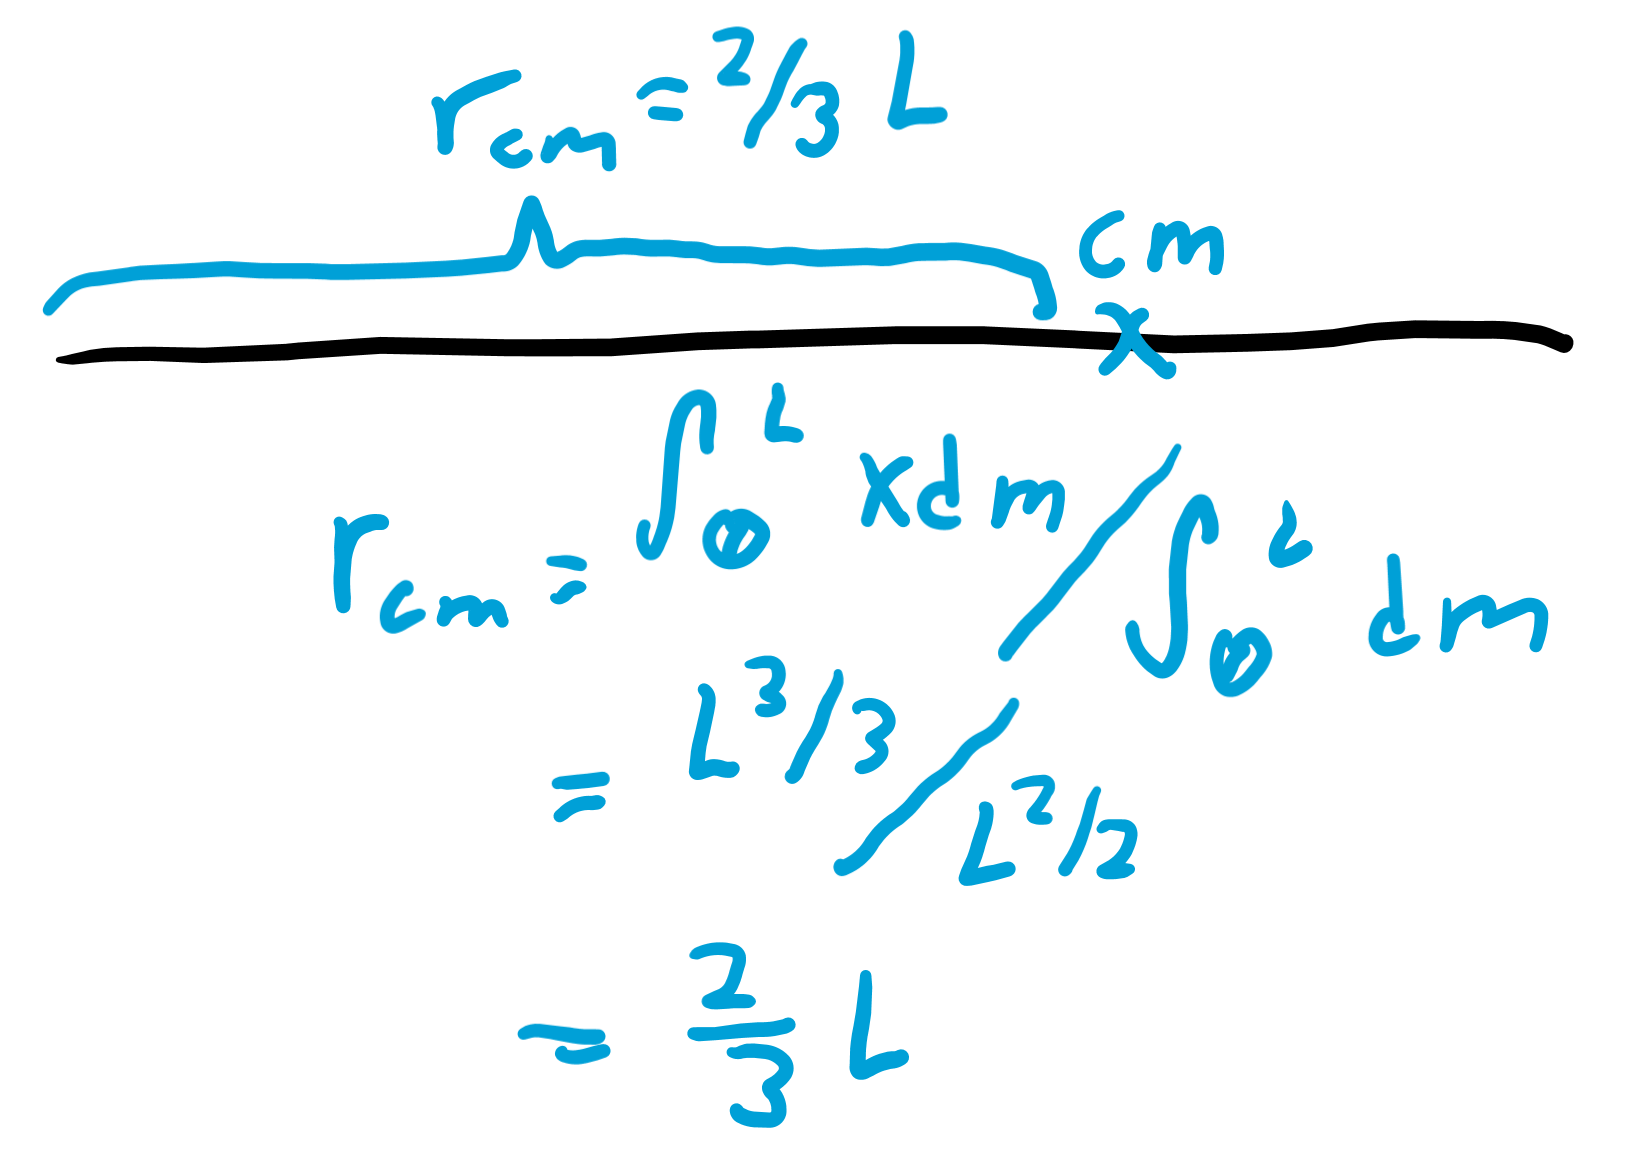 r_cm = 2/3 L
cm
x
r_cm = ∫_0^L x dm / ∫_0^L dm
= L^3/3 / L^2/2
= 2/3 L